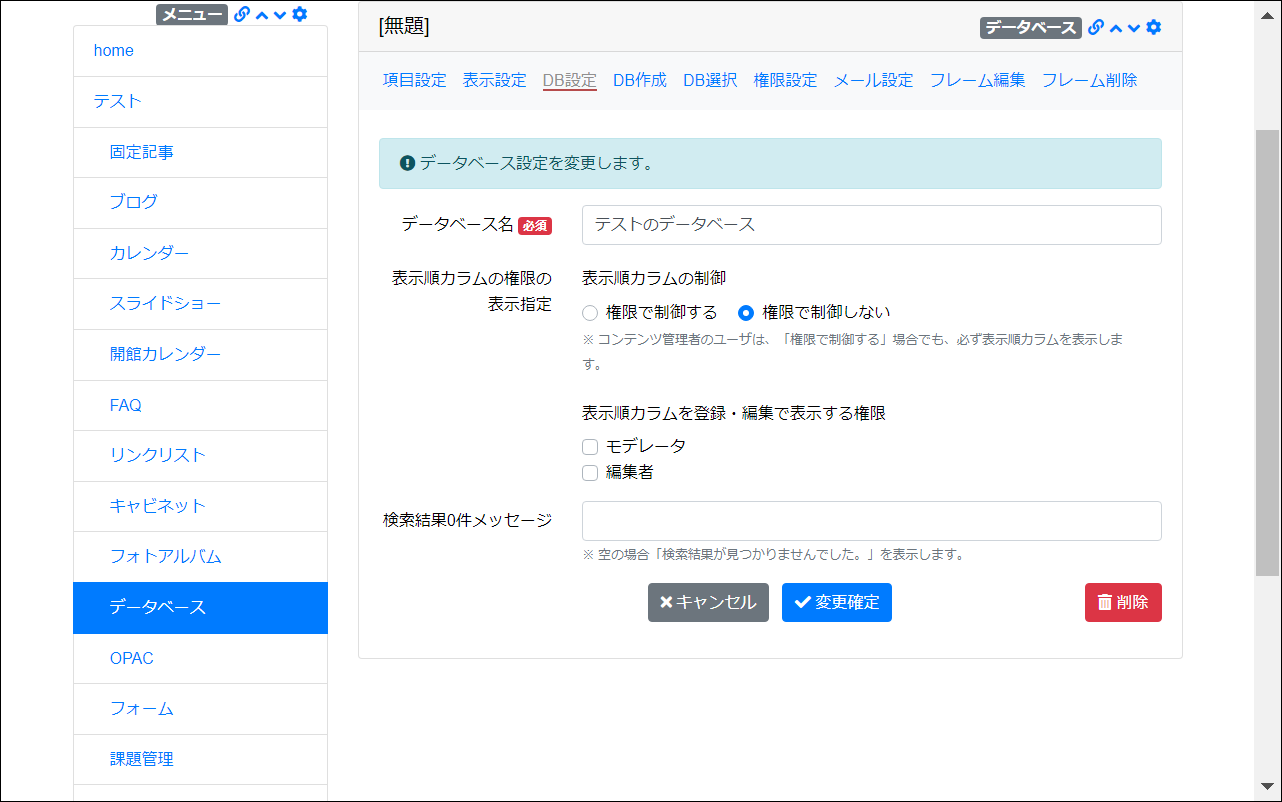 メニュー
home
テスト
固定記事
ブログ
カレンダー
スライドショー
開館カレンダー
FAQ
リンクリスト
キャビネット
フォトアルバム
データベース
OPAC
フォーム
課題管理
[無題]
データベース
項目設定 表示設定 DB設定 DB作成 DB選択 権限設定 メール設定 フレーム編集 フレーム削除
データベース設定を変更します。
データベース名 必須
テストのデータベース
表示順カラムの権限の
表示指定
表示順カラムの制御
権限で制御する 権限で制御しない
※ コンテンツ管理者のユーザは、「権限で制御する」場合でも、必ず表示順カラムを表示しま
す。
表示順カラムを登録・編集で表示する権限
モデレータ
編集者
検索結果0件メッセージ
※ 空の場合「検索結果が見つかりませんでした。」を表示します。
キャンセル 変更確定 削除